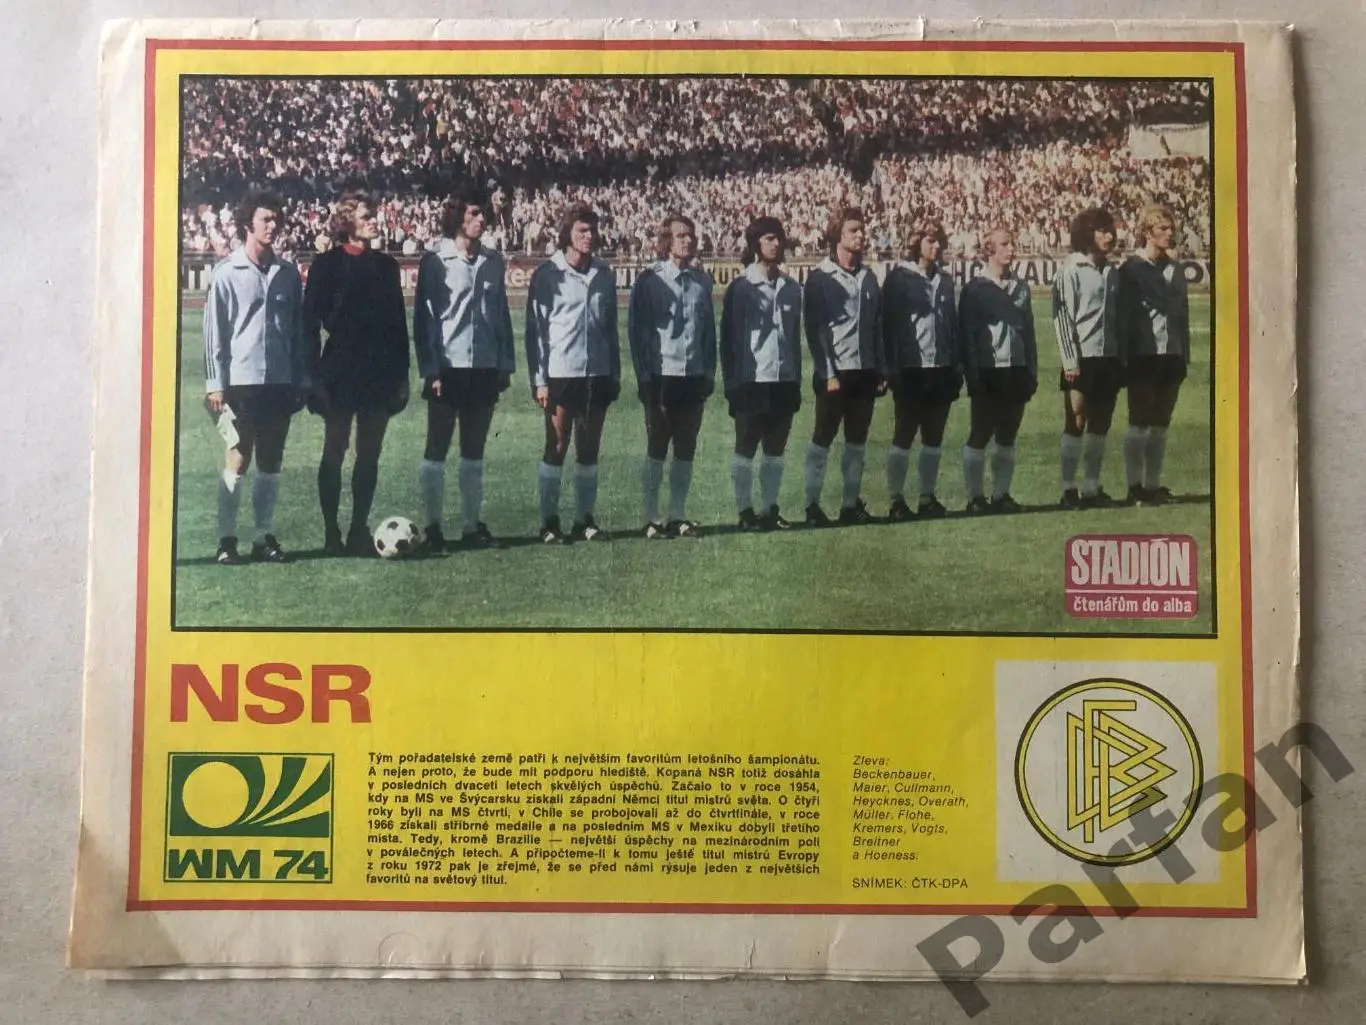 STADIÓN
čtenářům do alba
NSR
WM 74
Tým pořadatelské země patří k největším favoritům letošního šampionátu.
A nejen proto, že bude mít podporu hlediště. Kopaná NSR totiž dosáhla
v posledních dvaceti letech skvělých úspěchů. Začalo to v roce 1954,
kdy na MS ve Švýcarsku získali západní Němci titul mistrů světa. O čtyři
roky byli na MS čtvrtí, v Chile se probojovali až do čtvrtfinále, v roce
1966 získali stříbrné medaile a na posledním MS v Mexiku dobyli třetího
místa. Tedy, kromě Brazílie — největší úspěchy na mezinárodním poli
v poválečných letech. A připočteme-li k tomu ještě titul mistrů Evropy
z roku 1972 pak je zřejmé, že se před námi rýsuje jeden z největších
favoritů na světový titul.
Zleva:
Beckenbauer,
Maier, Cullmann,
Heycknes, Overath,
Müller, Flohe,
Kremers, Vogts,
Breitner
a Hoeness.
SNÍMEK: ČTK-DPA
DFB
Parfan